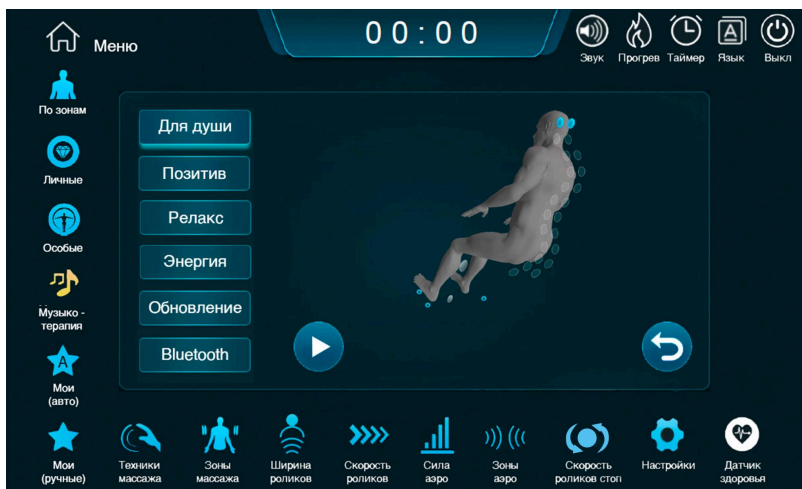 Меню
00:00
Звук
Прогрев
Таймер
A
Язык
Выкл
По зонам
Личные
Особые
Музыко -
терапия
A
Мои
(авто)
Мои
(ручные)
Для души
Позитив
Релакс
Энергия
Обновление
Bluetooth
Техники
массажа
Зоны
массажа
Ширина
роликов
Скорость
роликов
Сила
аэро
Зоны
аэро
Скорость
роликов стоп
Настройки
Датчик
здоровья